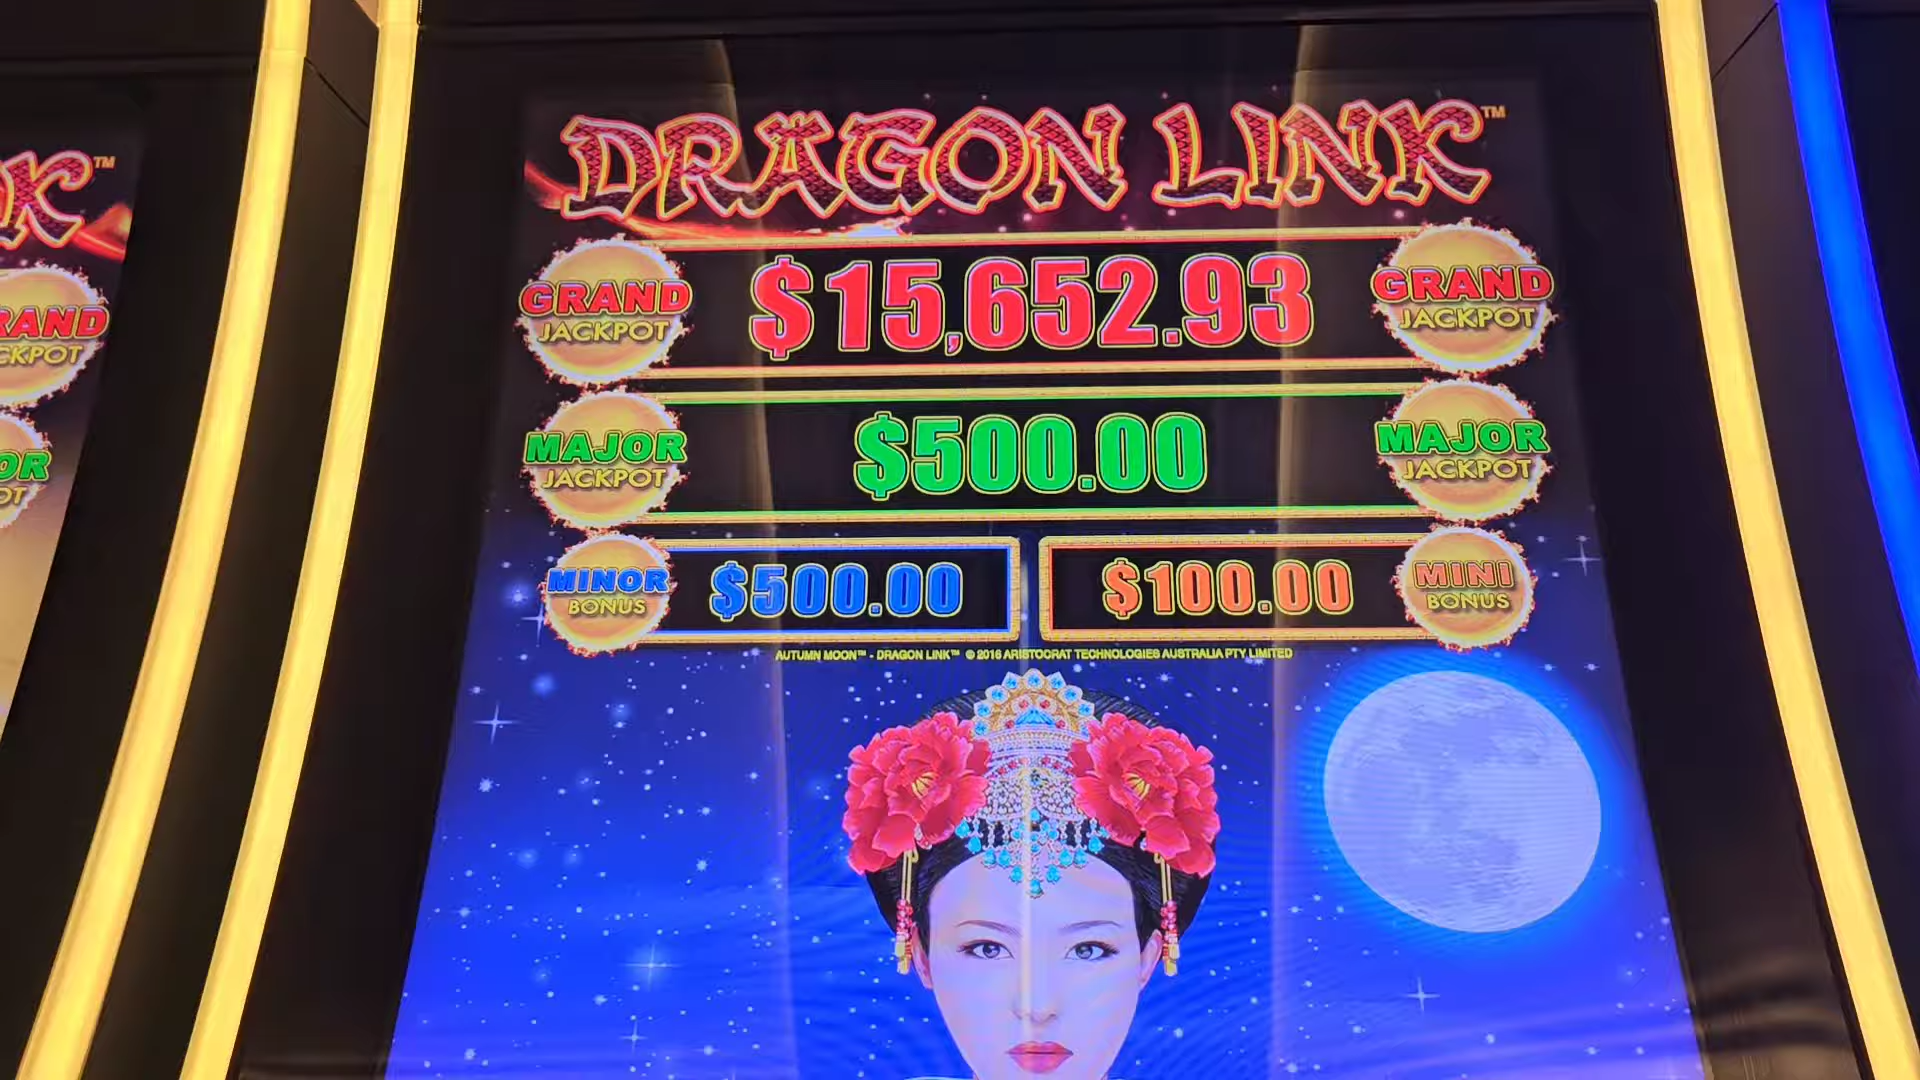 DRAGON LINK™
GRAND JACKPOT $15,652.93 GRAND JACKPOT
MAJOR JACKPOT $500.00 MAJOR JACKPOT
MINOR BONUS $500.00 $100.00 MINI BONUS
AUTUMN MOON™ - DRAGON LINK™ © 2016 ARISTOCRAT TECHNOLOGIES AUSTRALIA PTY LIMITED